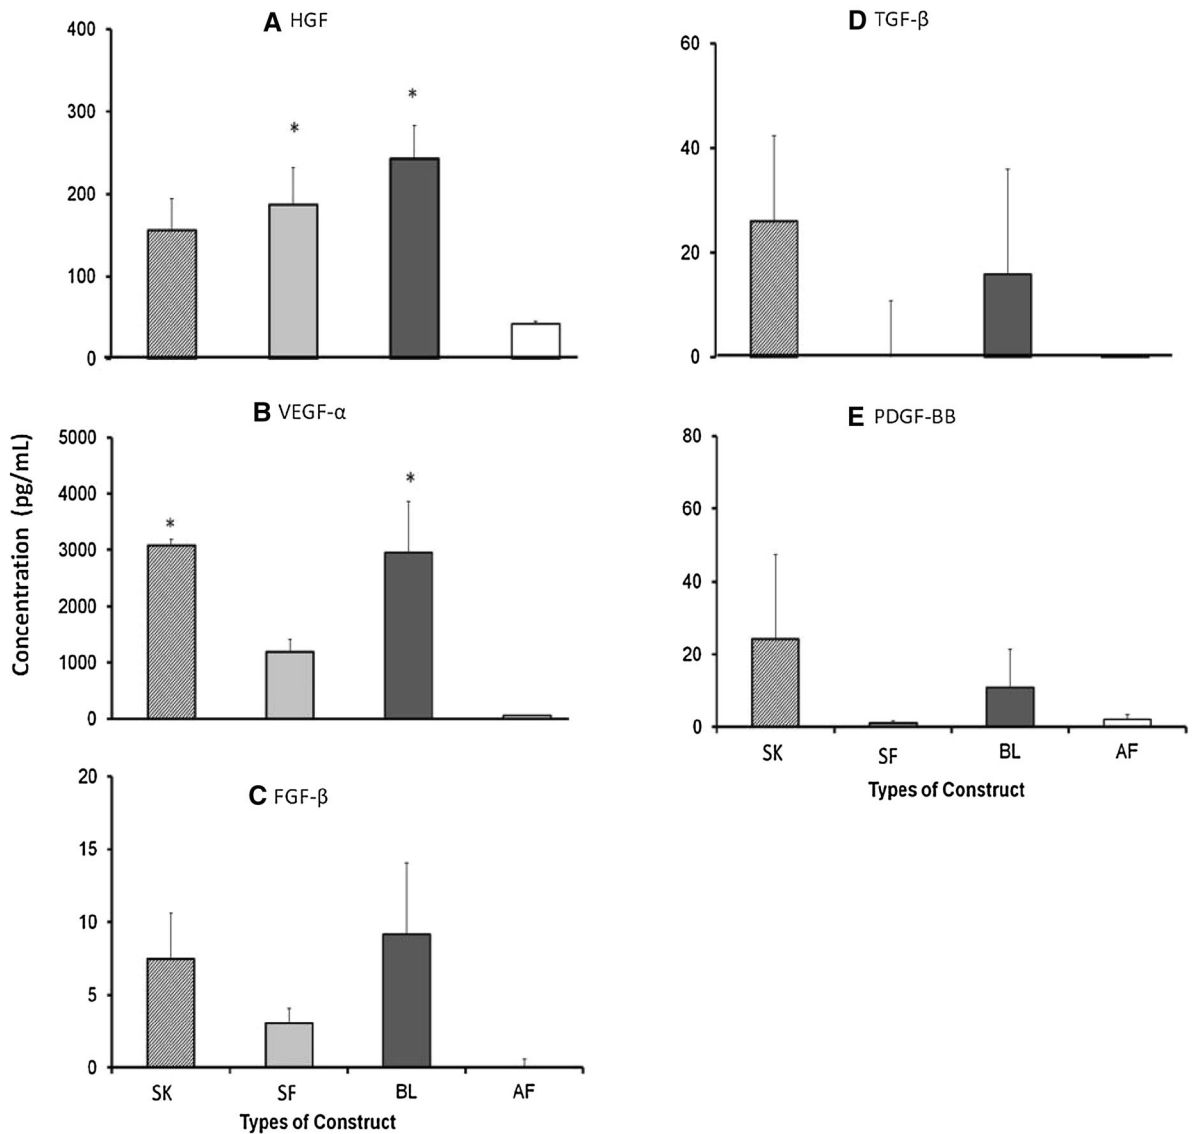 A HGF
400
300
200
100
0
*
*
B VEGF-α
5000
4000
3000
2000
1000
0
*
*
Concentration (pg/mL)
C FGF-β
20
15
10
5
0
SK SF BL AF
Types of Construct
D TGF-β
60
40
20
0
E PDGF-BB
80
60
40
20
0
SK SF BL AF
Types of Construct